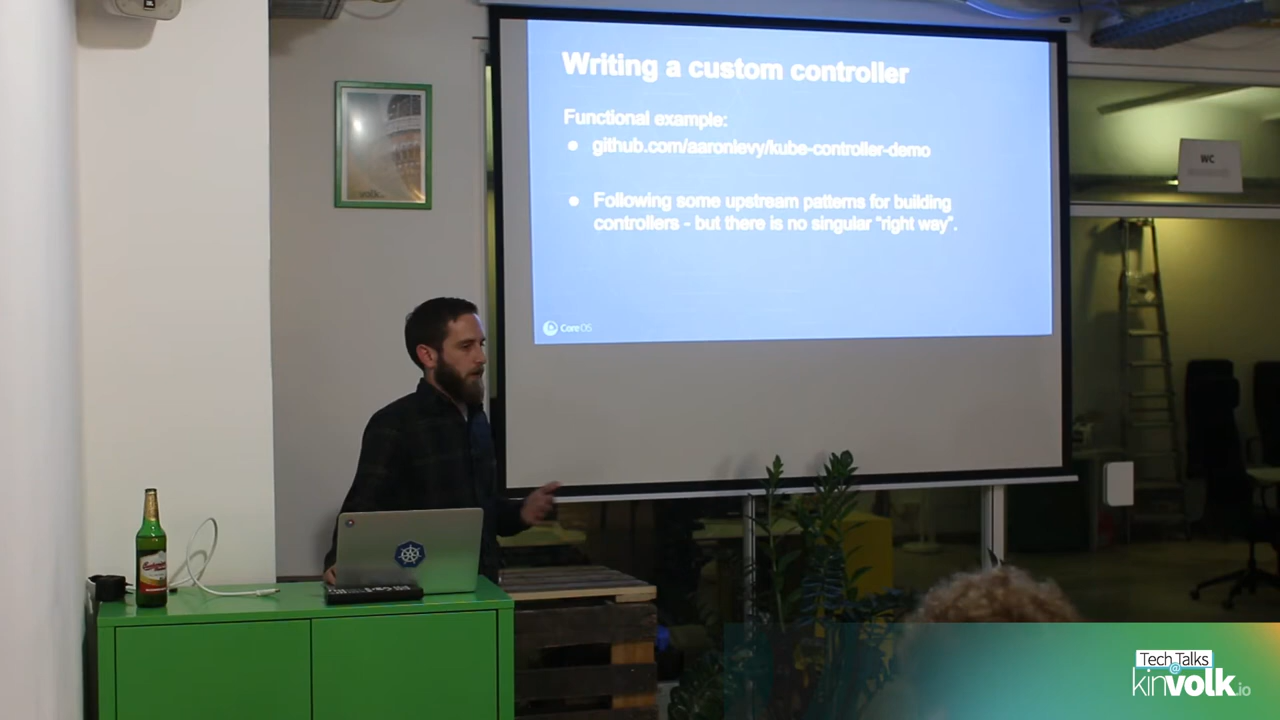 Writing a custom controller
Functional example:
● github.com/aaronlevy/kube-controller-demo
● Following some upstream patterns for building
controllers - but there is no singular “right way”.
CoreOS
WC
Tech Talks
@
kinvolk.io